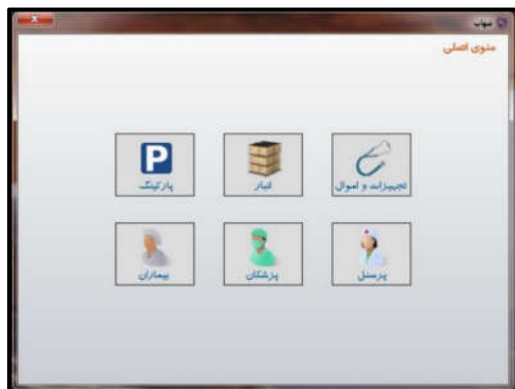 سهاب
منوی اصلی
تجهیزات و اموال
انبار
پارکینگ
P
پرسنل
پزشکان
بیماران